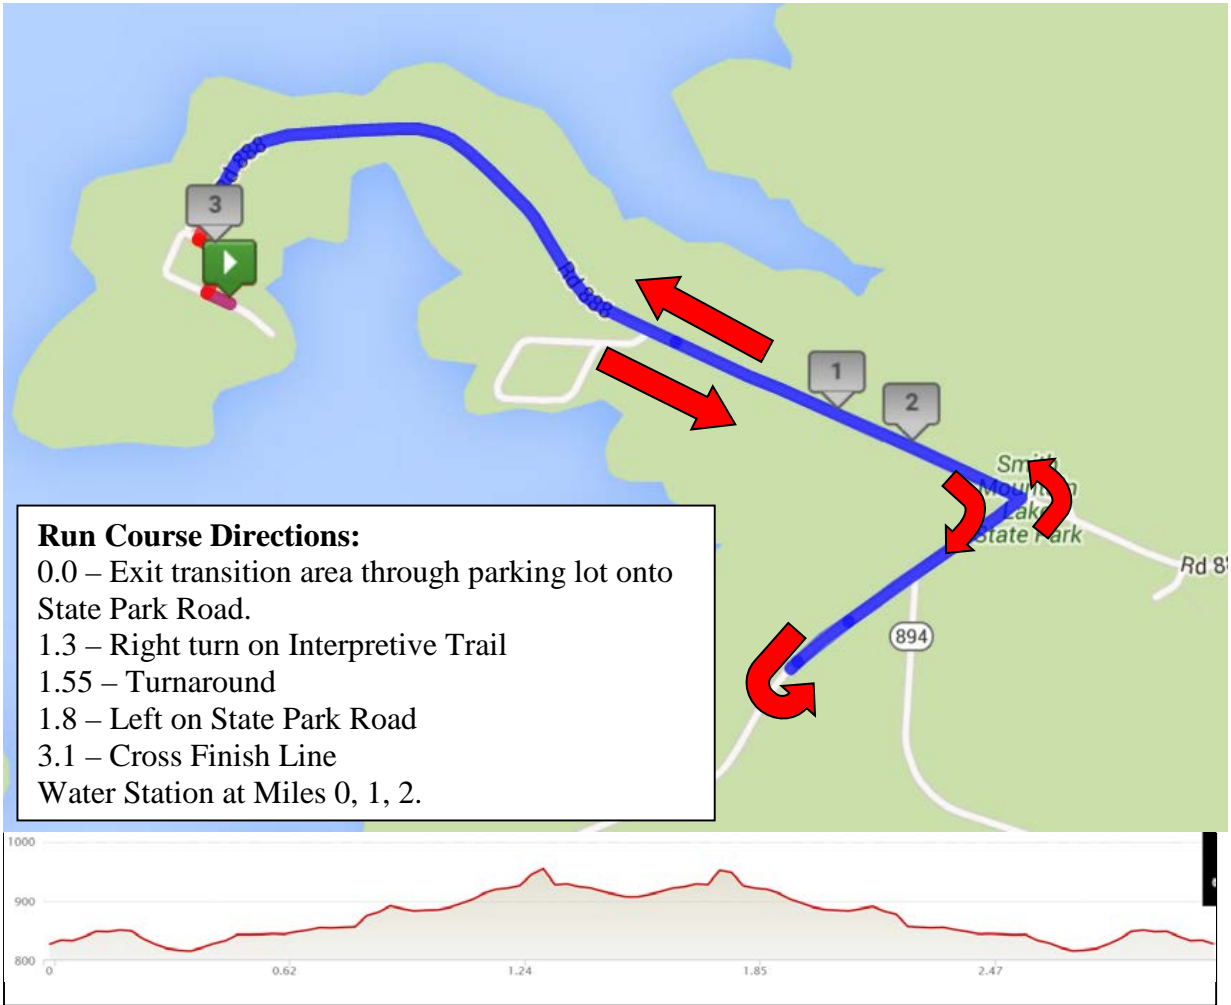 Rd 888
3
Rd 888
1
2
Smith
Mountain
Lake
State Park
Rd 88
894
Run Course Directions:
0.0 – Exit transition area through parking lot onto
State Park Road.
1.3 – Right turn on Interpretive Trail
1.55 – Turnaround
1.8 – Left on State Park Road
3.1 – Cross Finish Line
Water Station at Miles 0, 1, 2.
1000
900
800
0 0.62 1.24 1.85 2.47